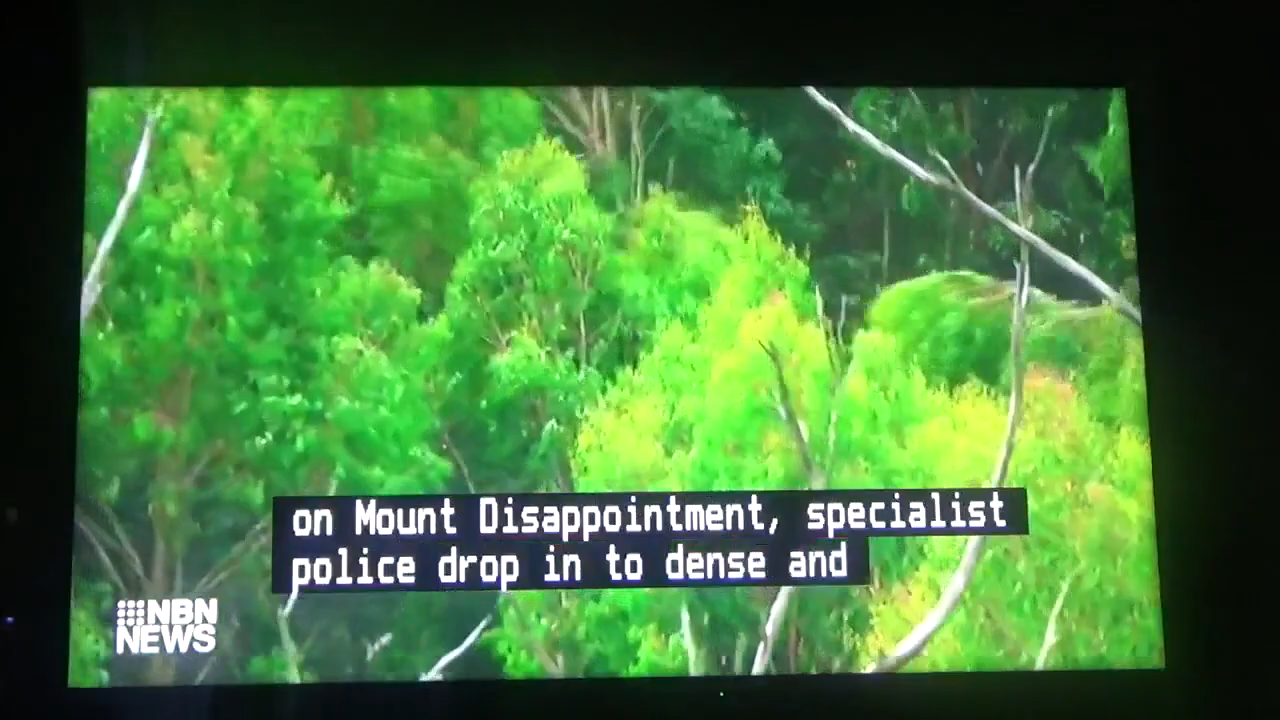 on Mount Disappointment, specialist
police drop in to dense and
NBN
NEWS